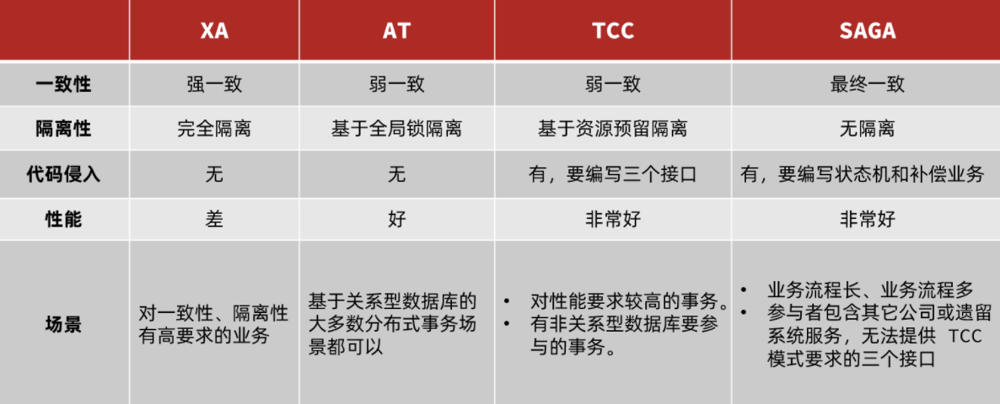 XA AT TCC SAGA
一致性 强一致 弱一致 弱一致 最终一致
隔离性 完全隔离 基于全局锁隔离 基于资源预留隔离 无隔离
代码侵入 无 无 有，要编写三个接口 有，要编写状态机和补偿业务
性能 差 好 非常好 非常好
场景
对一致性、隔离性
有高要求的业务
基于关系型数据库的
大多数分布式事务场
景都可以
• 对性能要求较高的事务。
• 有非关系型数据库要参
与的事务。
• 业务流程长、业务流程多
• 参与者包含其它公司或遗留
系统服务，无法提供 TCC
模式要求的三个接口